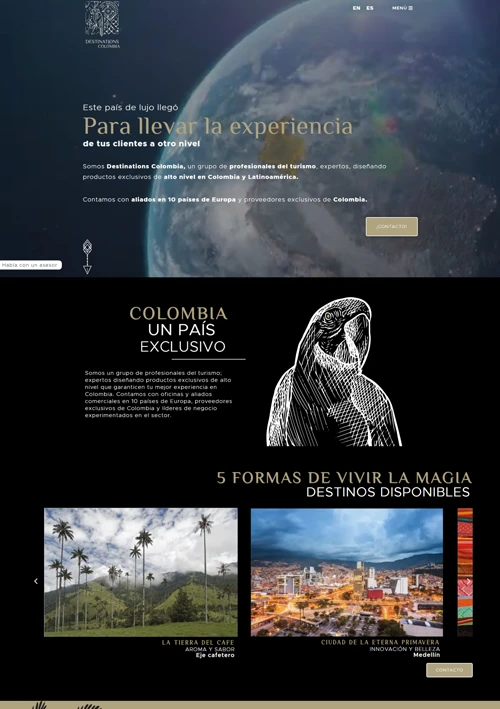 EN ES MENÚ
DESTINATIONS
COLOMBIA
Este país de lujo llegó
Para llevar la experiencia
de tus clientes a otro nivel
Somos Destinations Colombia, un grupo de profesionales del turismo, expertos, diseñando
productos exclusivos de alto nivel en Colombia y Latinoamérica.
Contamos con aliados en 10 países de Europa y proveedores exclusivos de Colombia.
¡CONTACTO!
Habla con un asesor
COLOMBIA
UN PAÍS
EXCLUSIVO
Somos un grupo de profesionales del turismo;
expertos diseñando productos exclusivos de alto
nivel que garanticen tu mejor experiencia en
Colombia. Contamos con oficinas y aliados
comerciales en 10 países de Europa, proveedores
exclusivos de Colombia y líderes de negocio
experimentados en el sector.
5 FORMAS DE VIVIR LA MAGIA
DESTINOS DISPONIBLES
LA TIERRA DEL CAFE
AROMA Y SABOR
Eje cafetero
CIUDAD DE LA ETERNA PRIMAVERA
INNOVACIÓN Y BELLEZA
Medellín
CONTACTO